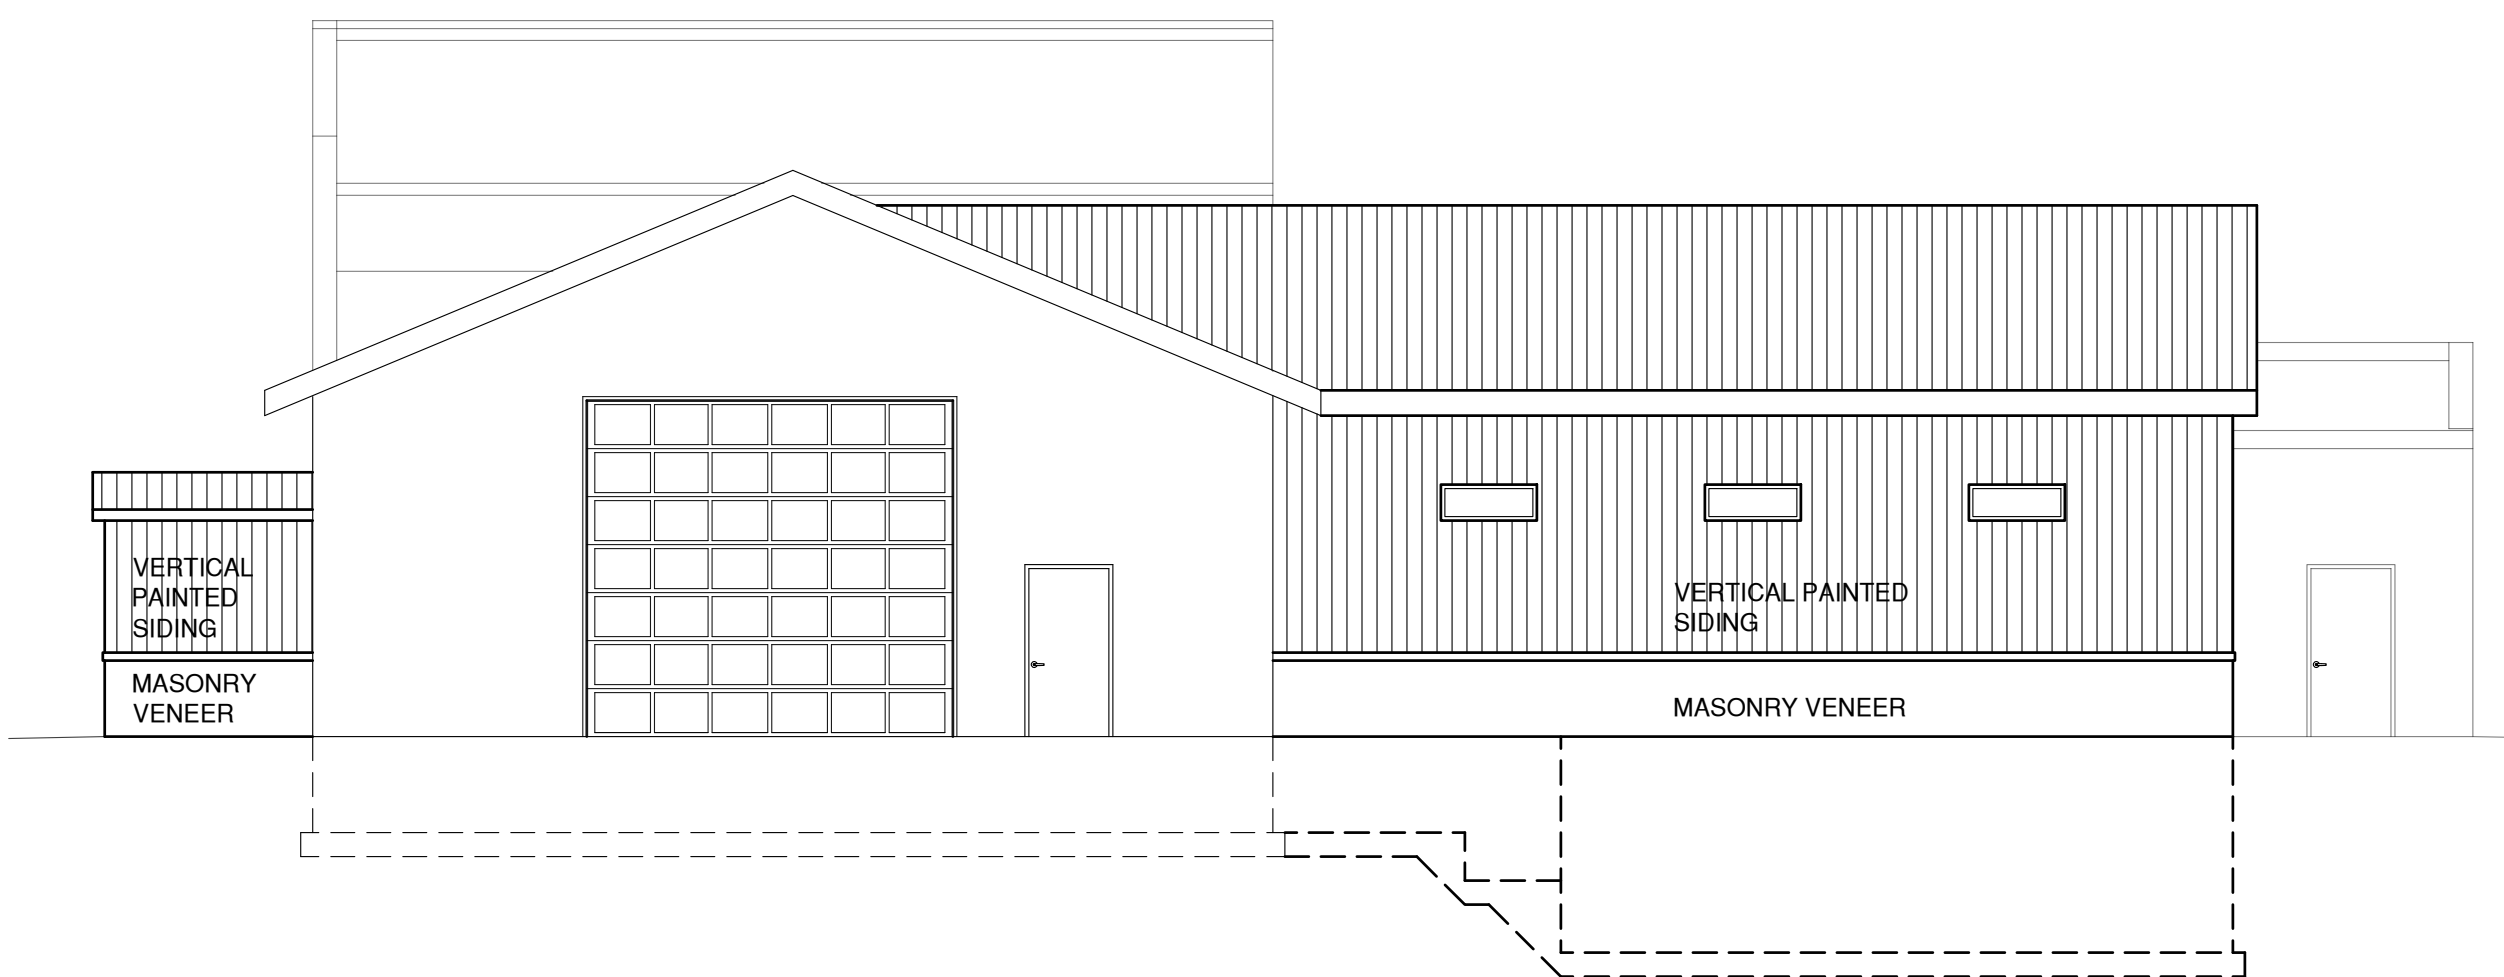 VERTICAL
PAINTED
SIDING
MASONRY
VENEER
VERTICAL PAINTED
SIDING
MASONRY VENEER